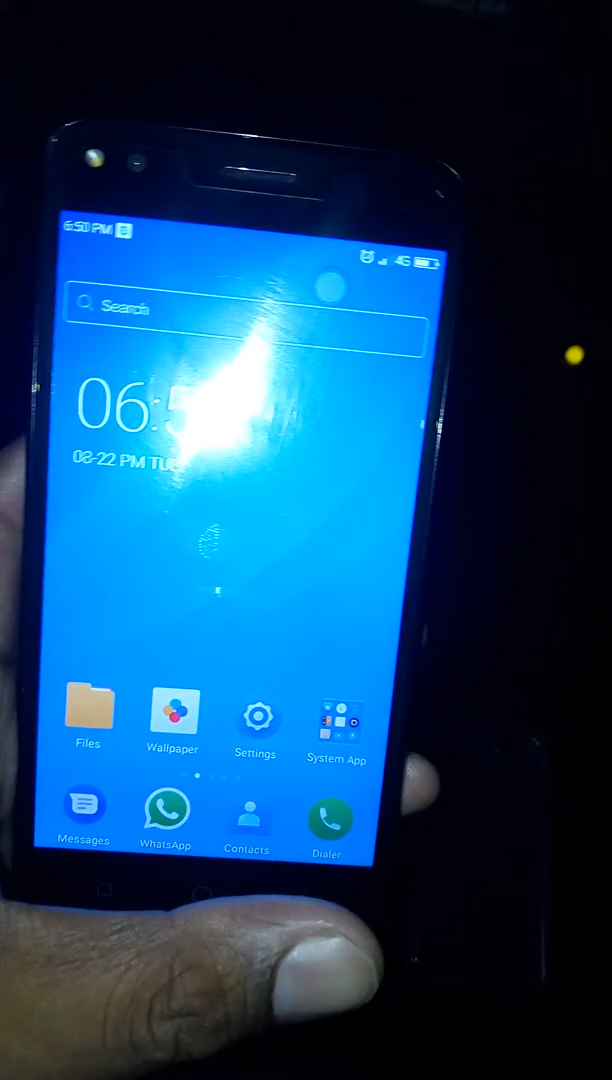 6:50 PM
4G
Search
06:5
08-22 PM TU
Files
Wallpaper
Settings
System App
Messages
WhatsApp
Contacts
Dialer